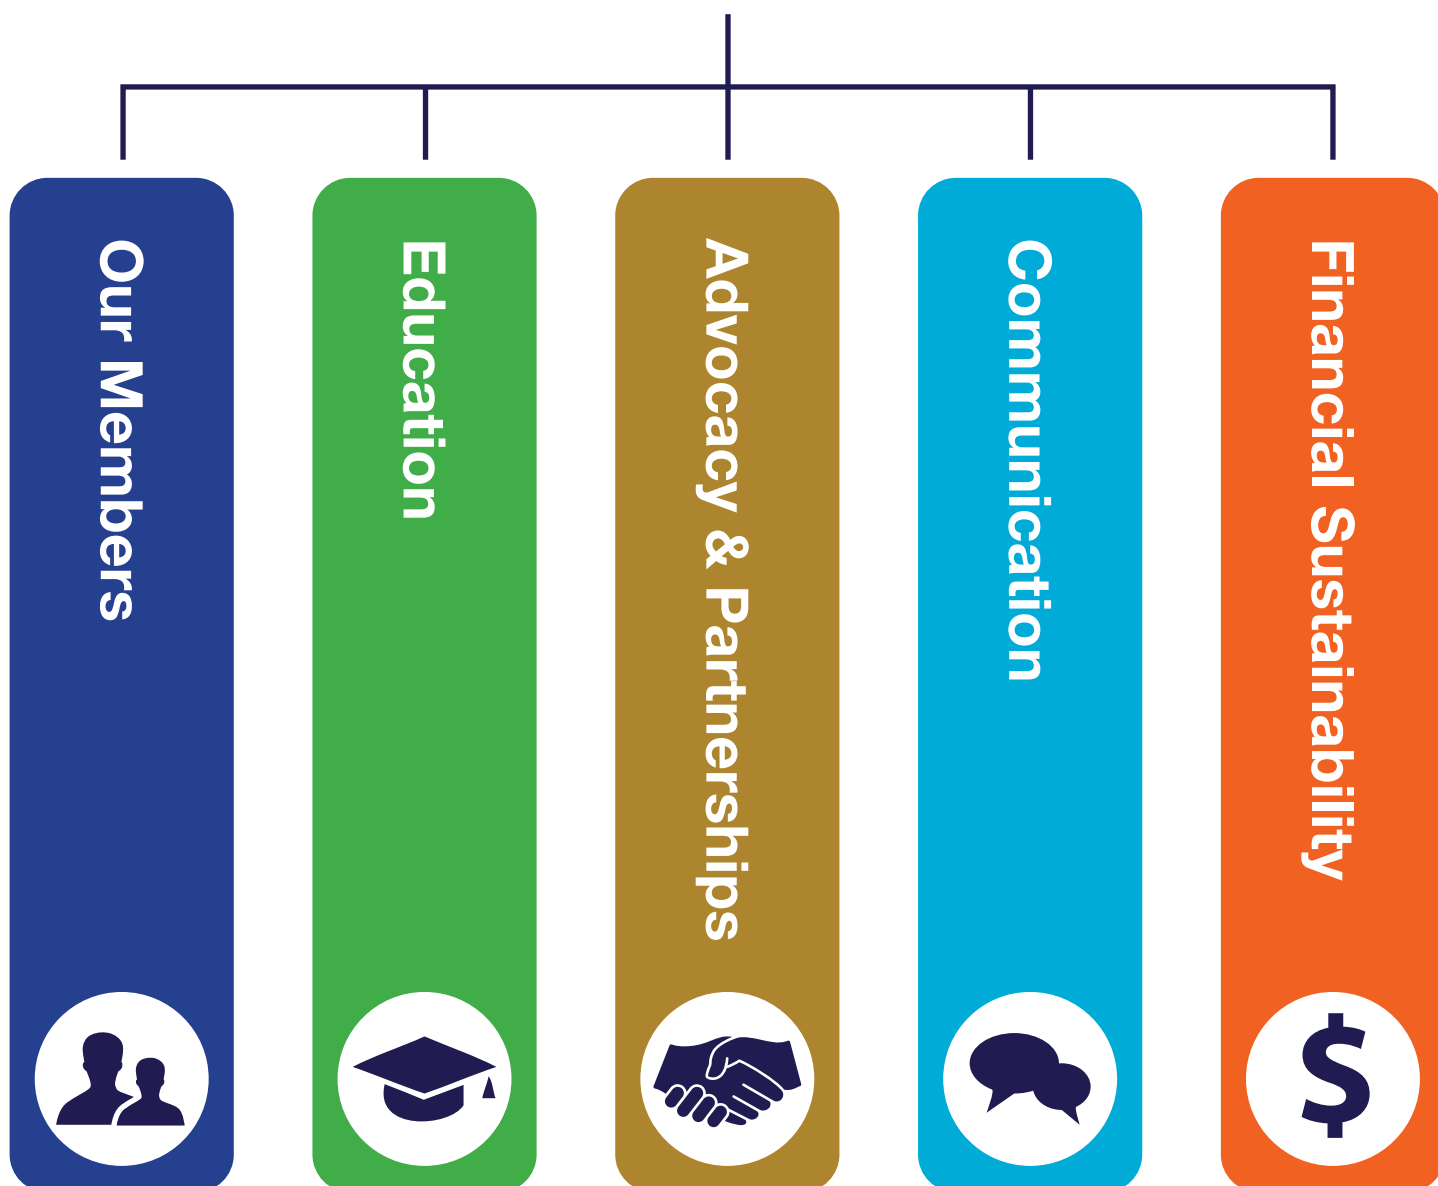 Our Members
Education
Advocacy & Partnerships
Communication
Financial Sustainability
$